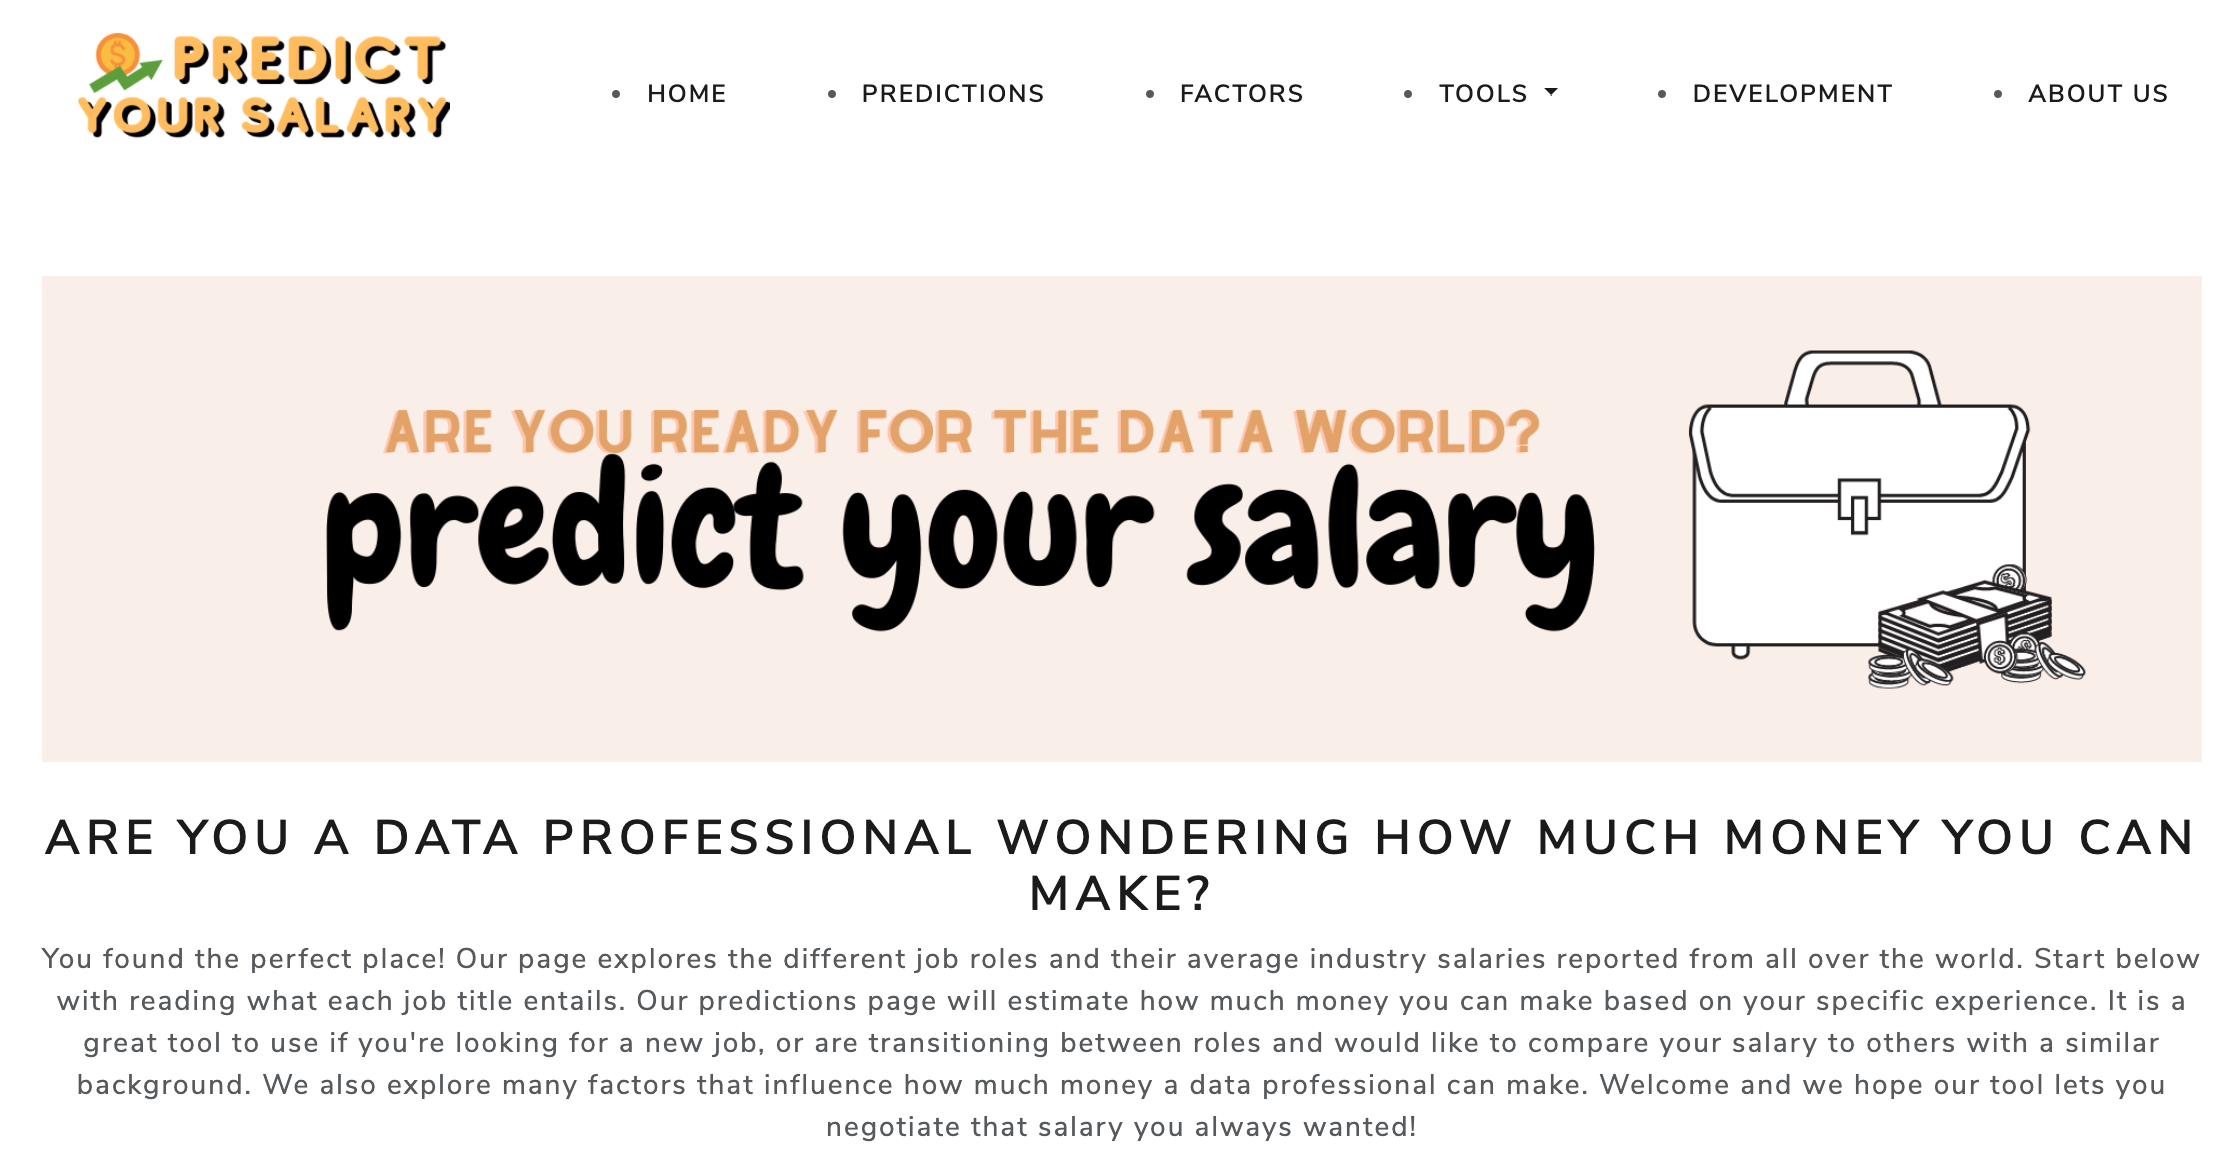 PREDICT
YOUR SALARY
HOME
PREDICTIONS
FACTORS
TOOLS
DEVELOPMENT
ABOUT US
ARE YOU READY FOR THE DATA WORLD?
predict your salary
ARE YOU A DATA PROFESSIONAL WONDERING HOW MUCH MONEY YOU CAN
MAKE?
You found the perfect place! Our page explores the different job roles and their average industry salaries reported from all over the world. Start below
with reading what each job title entails. Our predictions page will estimate how much money you can make based on your specific experience. It is a
great tool to use if you're looking for a new job, or are transitioning between roles and would like to compare your salary to others with a similar
background. We also explore many factors that influence how much money a data professional can make. Welcome and we hope our tool lets you
negotiate that salary you always wanted!